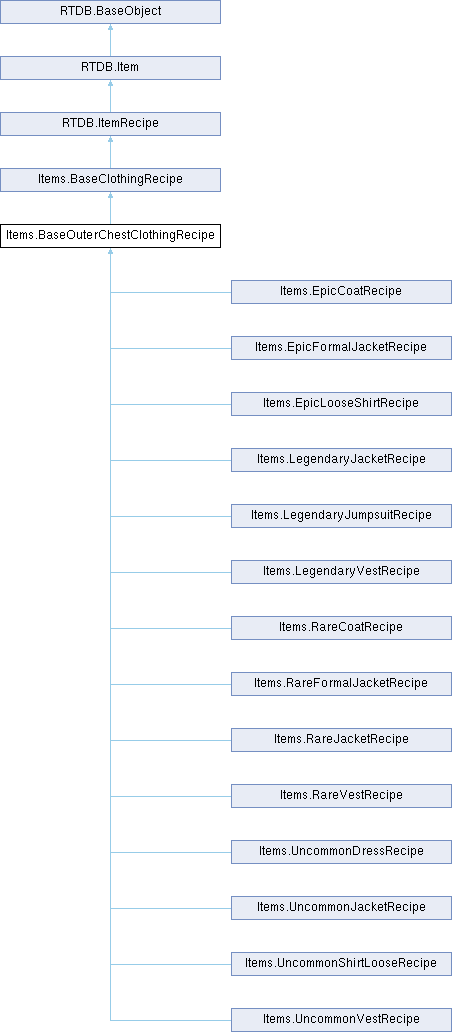 RTDB.BaseObject
RTDB.Item
RTDB.ItemRecipe
Items.BaseClothingRecipe
Items.BaseOuterChestClothingRecipe
Items.EpicCoatRecipe
Items.EpicFormalJacketRecipe
Items.EpicLooseShirtRecipe
Items.LegendaryJacketRecipe
Items.LegendaryJumpsuitRecipe
Items.LegendaryVestRecipe
Items.RareCoatRecipe
Items.RareFormalJacketRecipe
Items.RareJacketRecipe
Items.RareVestRecipe
Items.UncommonDressRecipe
Items.UncommonJacketRecipe
Items.UncommonShirtLooseRecipe
Items.UncommonVestRecipe